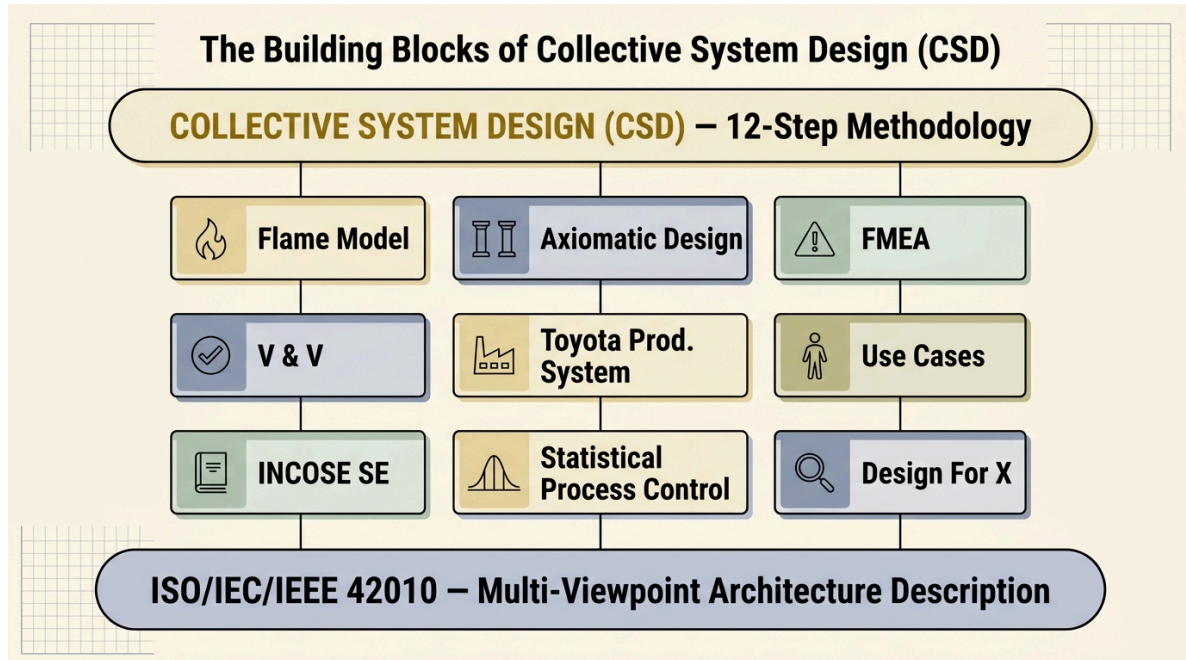 The Building Blocks of Collective System Design (CSD)
COLLECTIVE SYSTEM DESIGN (CSD) — 12-Step Methodology
Flame Model
Axiomatic Design
FMEA
V & V
Toyota Prod.
System
Use Cases
INCOSE SE
Statistical
Process Control
Design For X
ISO/IEC/IEEE 42010 — Multi-Viewpoint Architecture Description